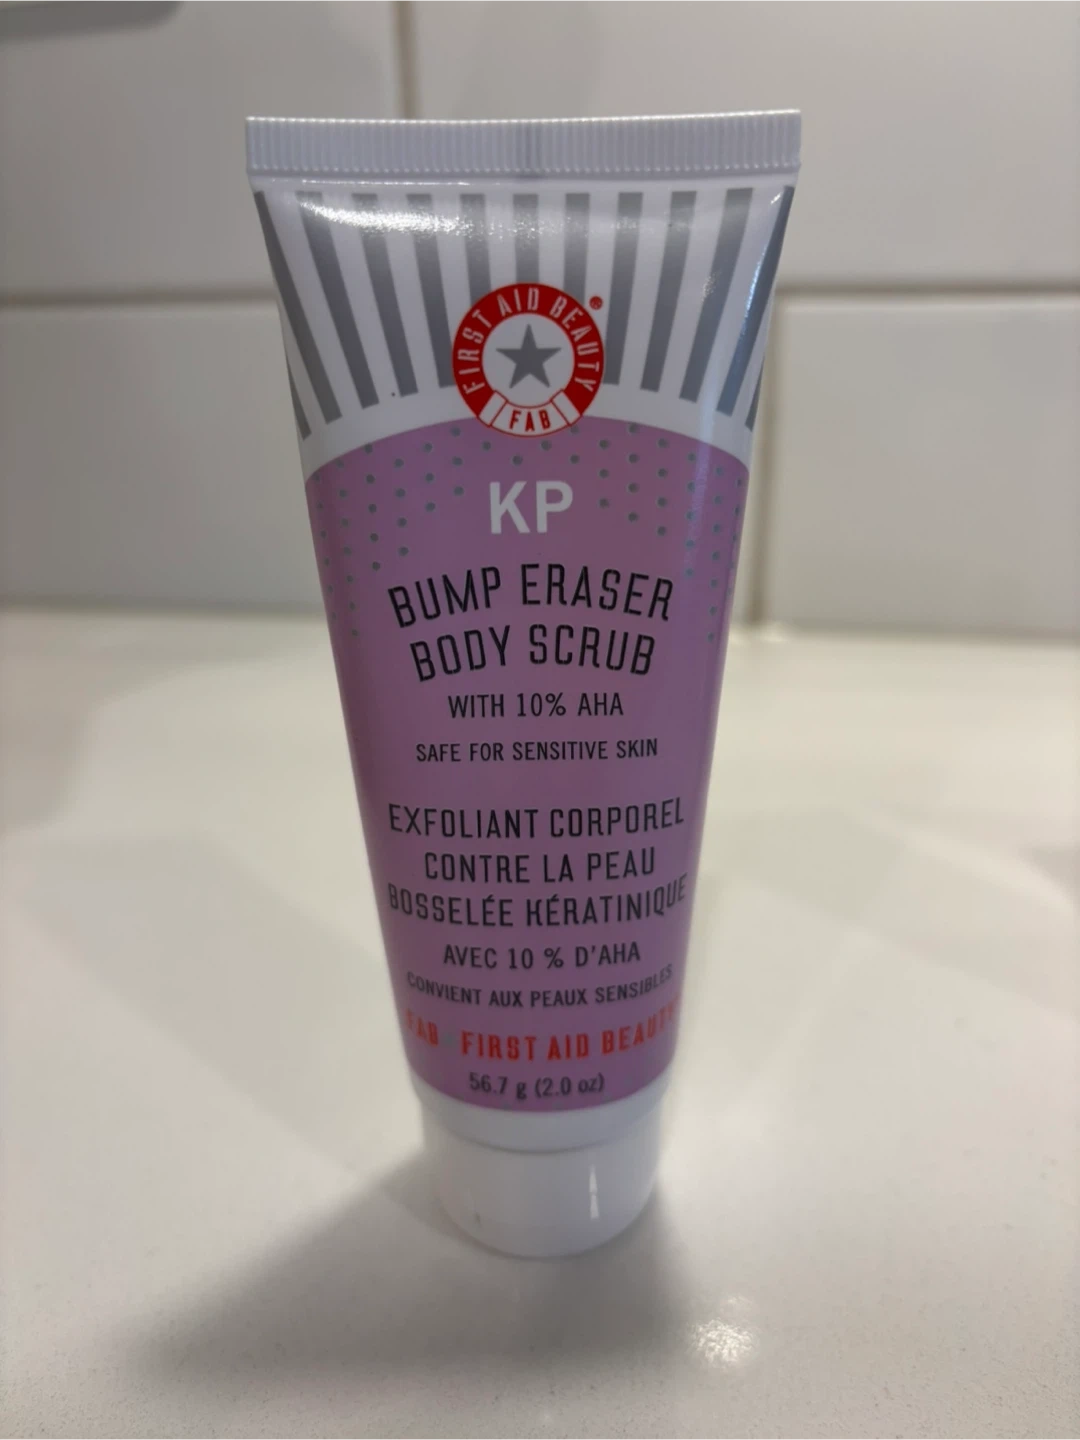 FIRST AID BEAUTY®
FAB
KP
BUMP ERASER
BODY SCRUB
WITH 10% AHA
SAFE FOR SENSITIVE SKIN
EXFOLIANT CORPOREL
CONTRE LA PEAU
BOSSELÉE KÉRATINIQUE
AVEC 10 % D'AHA
CONVIENT AUX PEAUX SENSIBLES
FAB FIRST AID BEAUTY
56.7 g (2.0 oz)